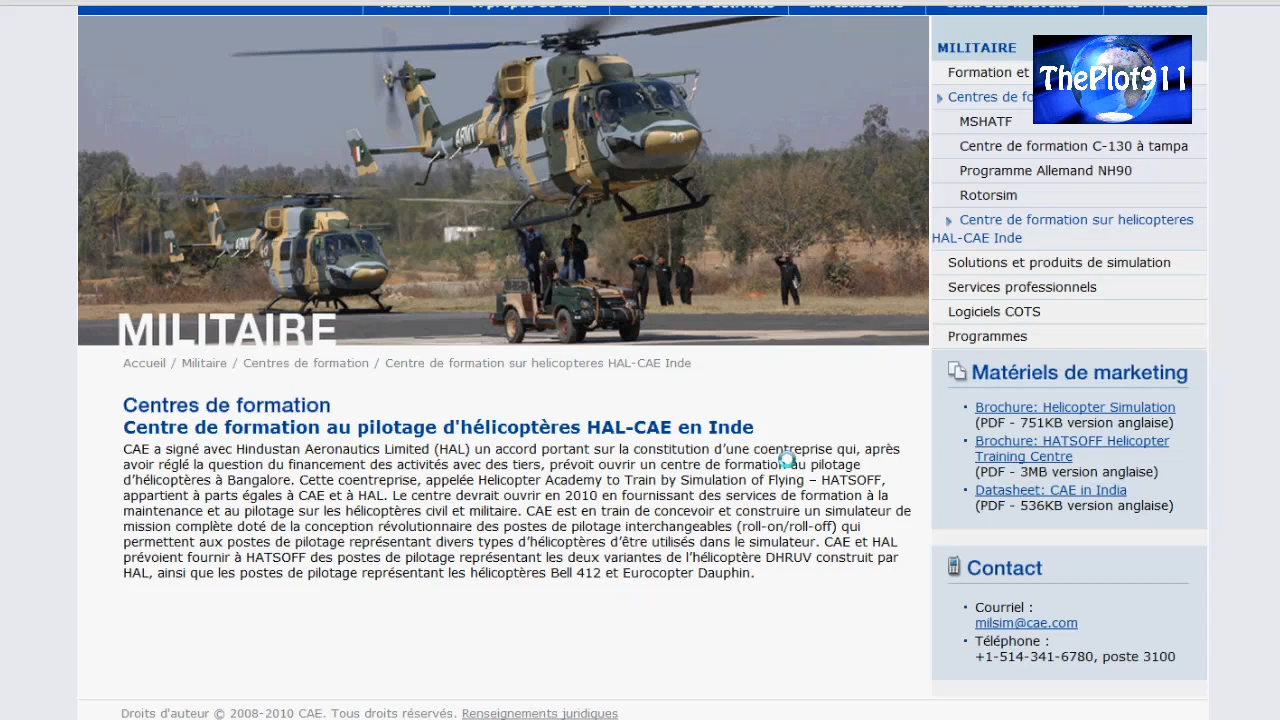 MILITAIRE
ThePlot911
Formation et
Centres de fo
MSHATF
Centre de formation C-130 à tampa
Programme Allemand NH90
Rotorsim
Centre de formation sur helicopteres
HAL-CAE Inde
Solutions et produits de simulation
Services professionnels
Logiciels COTS
Programmes
ARMY
20
MILITAIRE
Accueil / Militaire / Centres de formation / Centre de formation sur helicopteres HAL-CAE Inde
Centres de formation
Centre de formation au pilotage d'hélicoptères HAL-CAE en Inde
CAE a signé avec Hindustan Aeronautics Limited (HAL) un accord portant sur la constitution d’une coentreprise qui, après
avoir réglé la question du financement des activités avec des tiers, prévoit ouvrir un centre de formation au pilotage
d’hélicoptères à Bangalore. Cette coentreprise, appelée Helicopter Academy to Train by Simulation of Flying – HATSOFF,
appartient à parts égales à CAE et à HAL. Le centre devrait ouvrir en 2010 en fournissant des services de formation à la
maintenance et au pilotage sur les hélicoptères civil et militaire. CAE est en train de concevoir et construire un simulateur de
mission complète doté de la conception révolutionnaire des postes de pilotage interchangeables (roll-on/roll-off) qui
permettent aux postes de pilotage représentant divers types d’hélicoptères d’être utilisés dans le simulateur. CAE et HAL
prévoient fournir à HATSOFF des postes de pilotage représentant les deux variantes de l’hélicoptère DHRUV construit par
HAL, ainsi que les postes de pilotage représentant les hélicoptères Bell 412 et Eurocopter Dauphin.
Matériels de marketing
Brochure: Helicopter Simulation
(PDF - 751KB version anglaise)
Brochure: HATSOFF Helicopter
Training Centre
(PDF - 3MB version anglaise)
Datasheet: CAE in India
(PDF - 536KB version anglaise)
Contact
Courriel :
milsim@cae.com
Téléphone :
+1-514-341-6780, poste 3100
Droits d'auteur © 2008-2010 CAE. Tous droits réservés. Renseignements juridiques